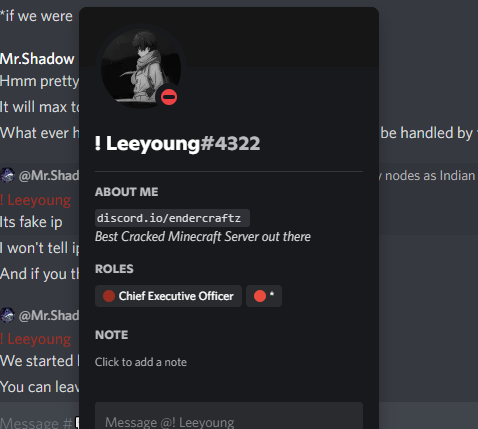 *if we were
Mr.Shadow
Hmm pretty
It will max to
What ever h
be handled by
@Mr.Shad
nodes as Indian
! Leeyoung
Its fake ip
I won't tell ip
And if you th
@Mr.Shad
! Leeyoung
We started
You can leav
Message #
! Leeyoung#4322
ABOUT ME
discord.io/endercraftz
Best Cracked Minecraft Server out there
ROLES
Chief Executive Officer
*
NOTE
Click to add a note
Message @! Leeyoung